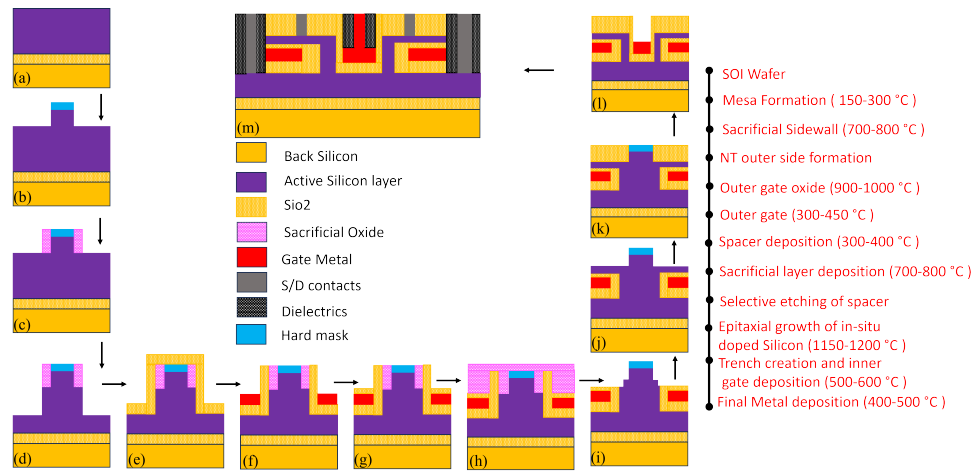 (a)
(b)
(c)
(d)
(e)
(f)
(g)
(h)
(i)
(j)
(k)
(l)
(m)
Back Silicon
Active Silicon layer
Sio2
Sacrificial Oxide
Gate Metal
S/D contacts
Dielectrics
Hard mask
SOI Wafer
Mesa Formation ( 150-300 °C )
Sacrificial Sidewall (700-800 °C)
NT outer side formation
Outer gate oxide (900-1000 °C)
Outer gate (300-450 °C)
Spacer deposition (300-400 °C)
Sacrificial layer deposition (700-800 °C)
Selective etching of spacer
Epitaxial growth of in-situ
doped Silicon (1150-1200 °C)
Trench creation and inner
gate deposition (500-600 °C)
Final Metal deposition (400-500 °C)